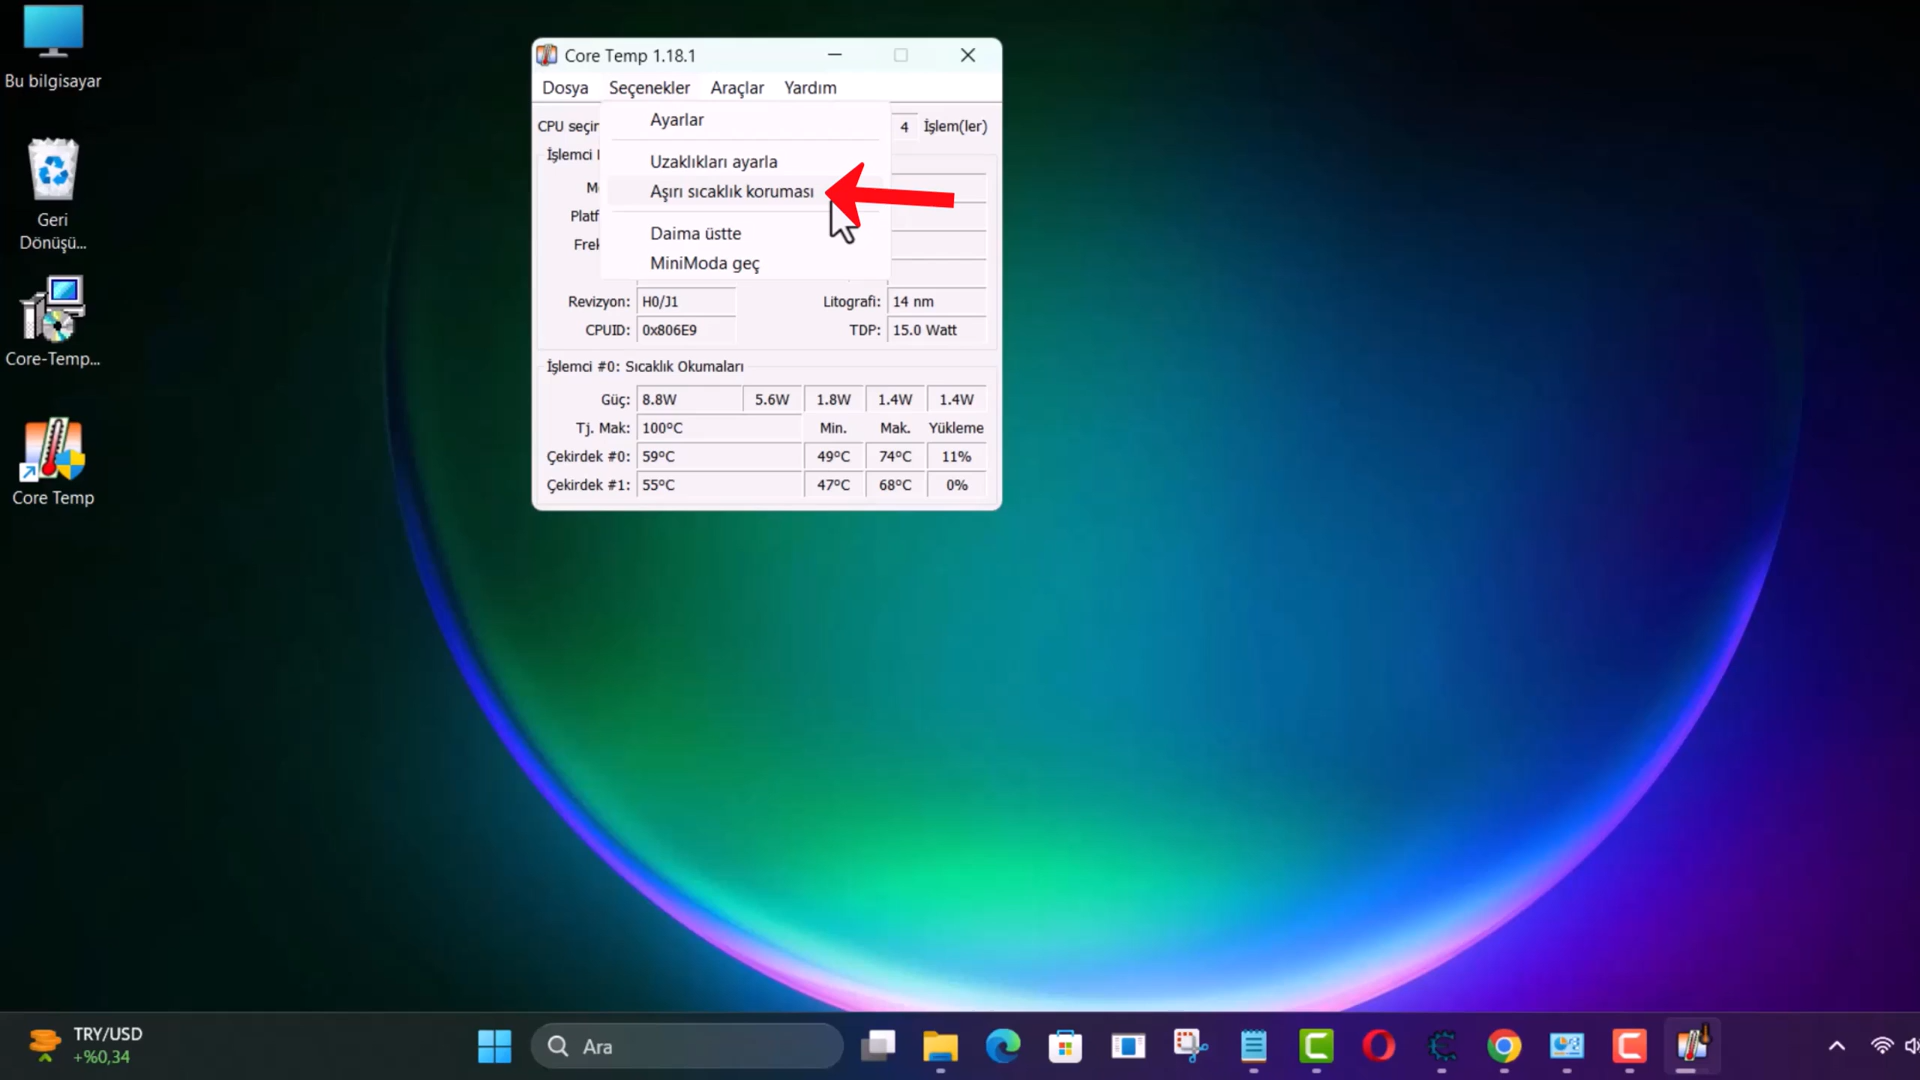 Bu bilgisayar
Geri
Dönüşü...
Core-Temp...
Core Temp
Core Temp 1.18.1
Dosya Seçenekler Araçlar Yardım
CPU seçin 4 İşlem(ler)
Ayarlar
Uzaklıkları ayarla
Aşırı sıcaklık koruması
Daima üstte
MiniModa geç
İşlemci
Platf
Frek
Revizyon: H0/J1 Litografi: 14 nm
CPUID: 0x806E9 TDP: 15.0 Watt
İşlemci #0: Sıcaklık Okumaları
Güç: 8.8W 5.6W 1.8W 1.4W 1.4W
Tj. Mak: 100°C Min. Mak. Yükleme
Çekirdek #0: 59°C 49°C 74°C 11%
Çekirdek #1: 55°C 47°C 68°C 0%
TRY/USD
+%0,34
Ara